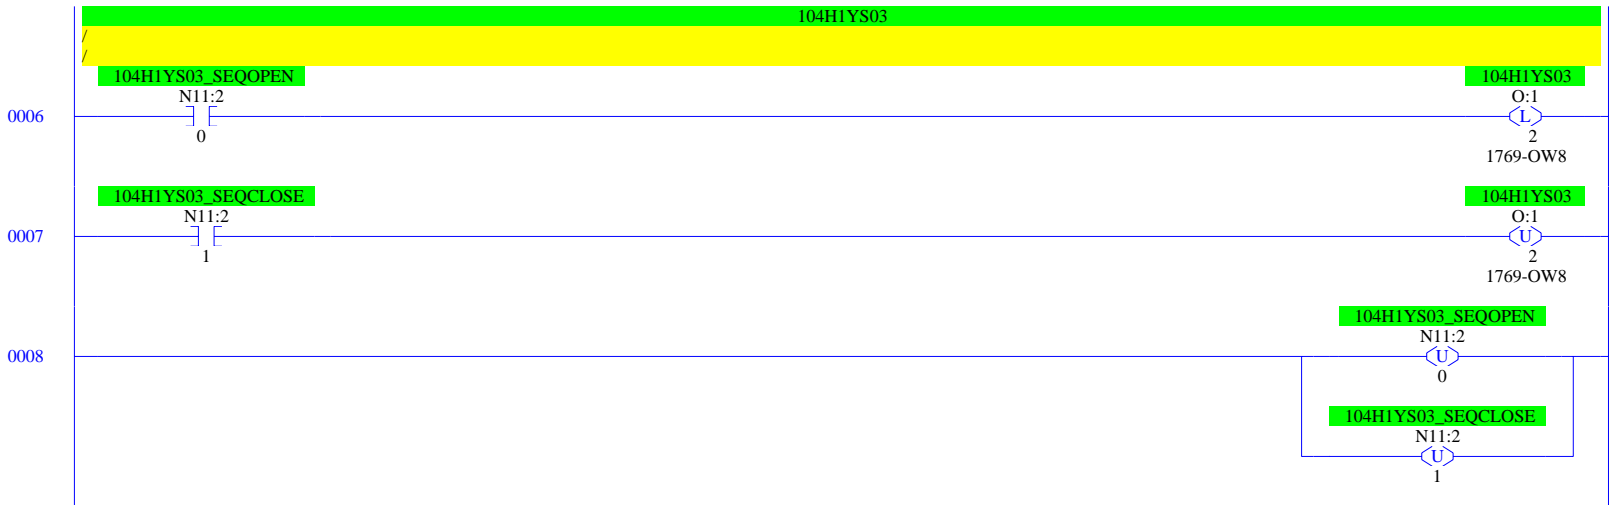 104H1YS03
/
/
104H1YS03_SEQOPEN 104H1YS03
N11:2 O:1
0006 L
0 2
1769-OW8
104H1YS03_SEQCLOSE 104H1YS03
N11:2 O:1
0007 U
1 2
1769-OW8
104H1YS03_SEQOPEN
N11:2
0008 U
0
104H1YS03_SEQCLOSE
N11:2
U
1